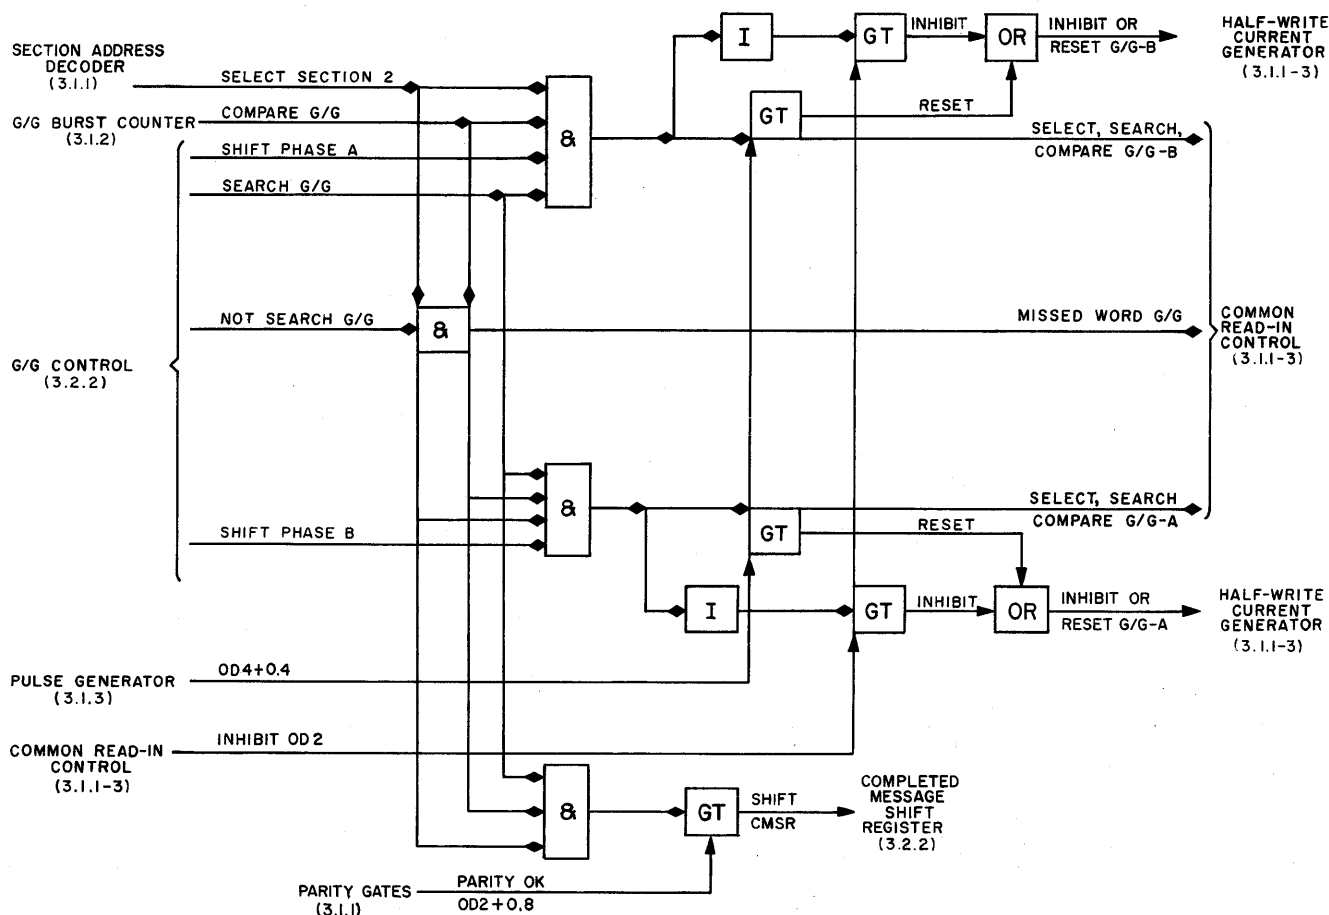 SECTION ADDRESS
DECODER
(3.1.1)
SELECT SECTION 2
G/G BURST COUNTER
(3.1.2)
COMPARE G/G
SHIFT PHASE A
SEARCH G/G
&
I
GT
INHIBIT
OR
INHIBIT OR
RESET G/G-B
HALF-WRITE
CURRENT
GENERATOR
(3.1.1-3)
GT
RESET
SELECT, SEARCH,
COMPARE G/G-B
NOT SEARCH G/G
&
MISSED WORD G/G
COMMON
READ-IN
CONTROL
(3.1.1-3)
G/G CONTROL
(3.2.2)
&
SELECT, SEARCH
COMPARE G/G-A
GT
RESET
SHIFT PHASE B
I
GT
INHIBIT
OR
INHIBIT OR
RESET G/G-A
HALF-WRITE
CURRENT
GENERATOR
(3.1.1-3)
PULSE GENERATOR
(3.1.3)
OD4+0.4
COMMON READ-IN
CONTROL
(3.1.1-3)
INHIBIT OD2
&
GT
SHIFT
CMSR
COMPLETED
MESSAGE
SHIFT
REGISTER
(3.2.2)
PARITY GATES
(3.1.1)
PARITY OK
OD2+0.8